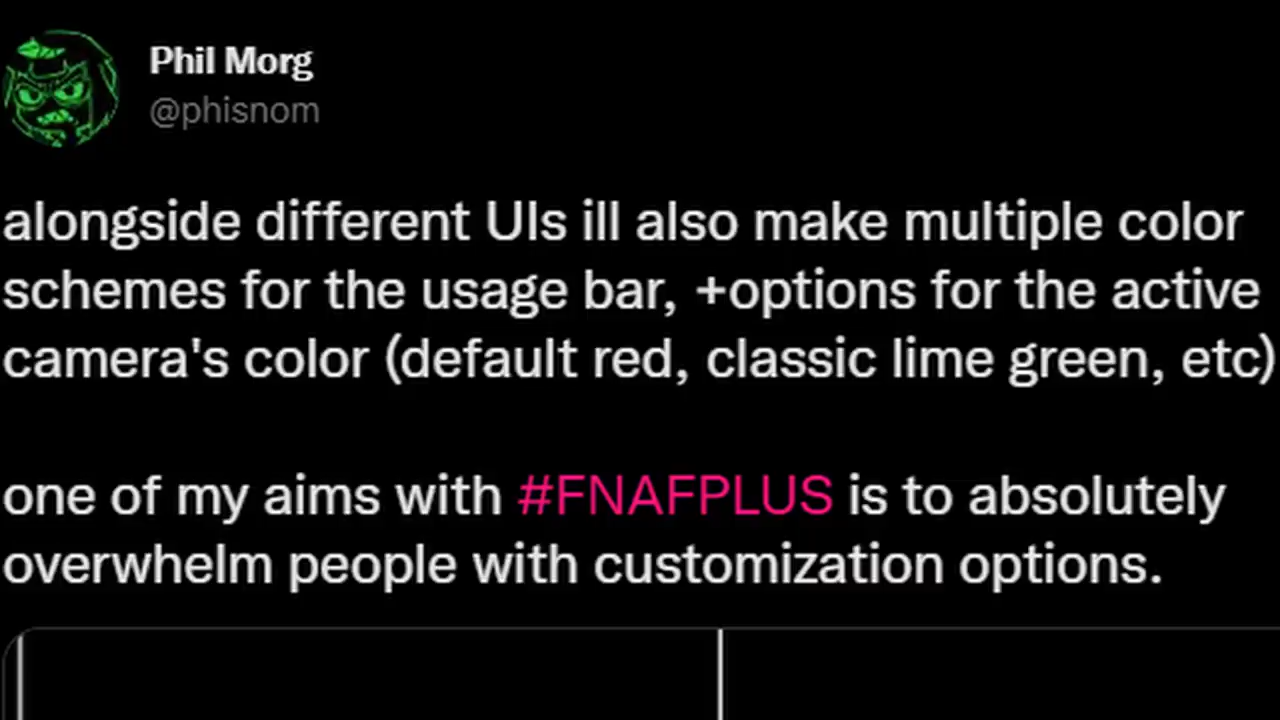 Phil Morg
@phisnom
alongside different UIs ill also make multiple color
schemes for the usage bar, +options for the active
camera's color (default red, classic lime green, etc)
one of my aims with #FNAFPLUS is to absolutely
overwhelm people with customization options.